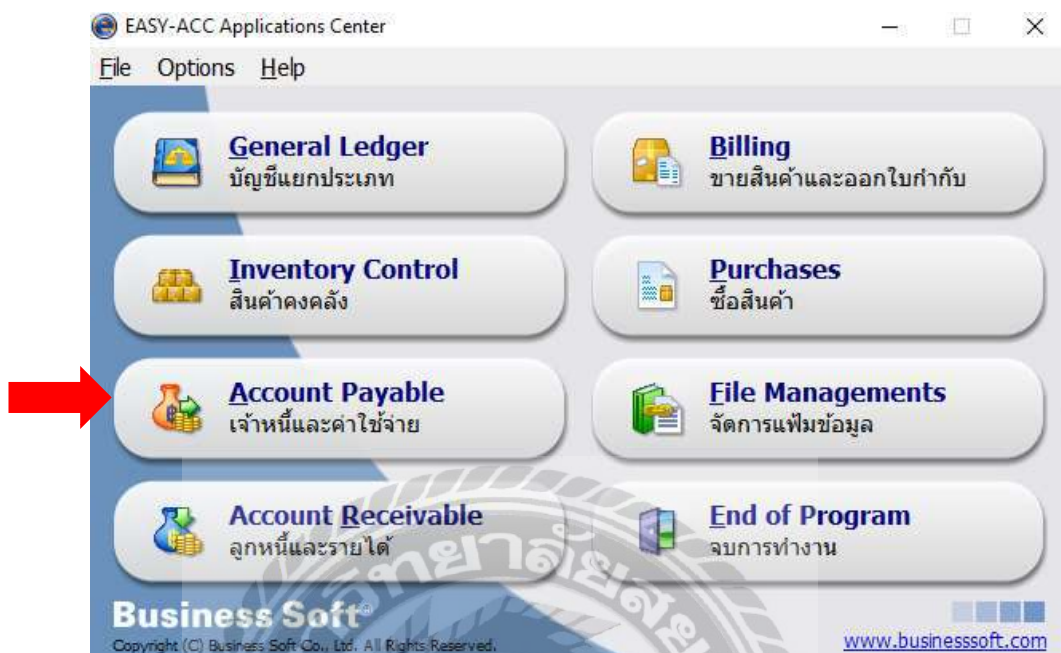 EASY-ACC Applications Center
File Options Help
General Ledger
บัญชีแยกประเภท
Billing
ขายสินค้าและออกใบกำกับ
Inventory Control
สินค้าคงคลัง
Purchases
ซื้อสินค้า
Account Payable
เจ้าหนี้และค่าใช้จ่าย
File Managements
จัดการแฟ้มข้อมูล
Account Receivable
ลูกหนี้และรายได้
End of Program
จบการทำงาน
Business Soft®
Copyright (C) Business Soft Co., Ltd. All Rights Reserved.
www.businesssoft.com